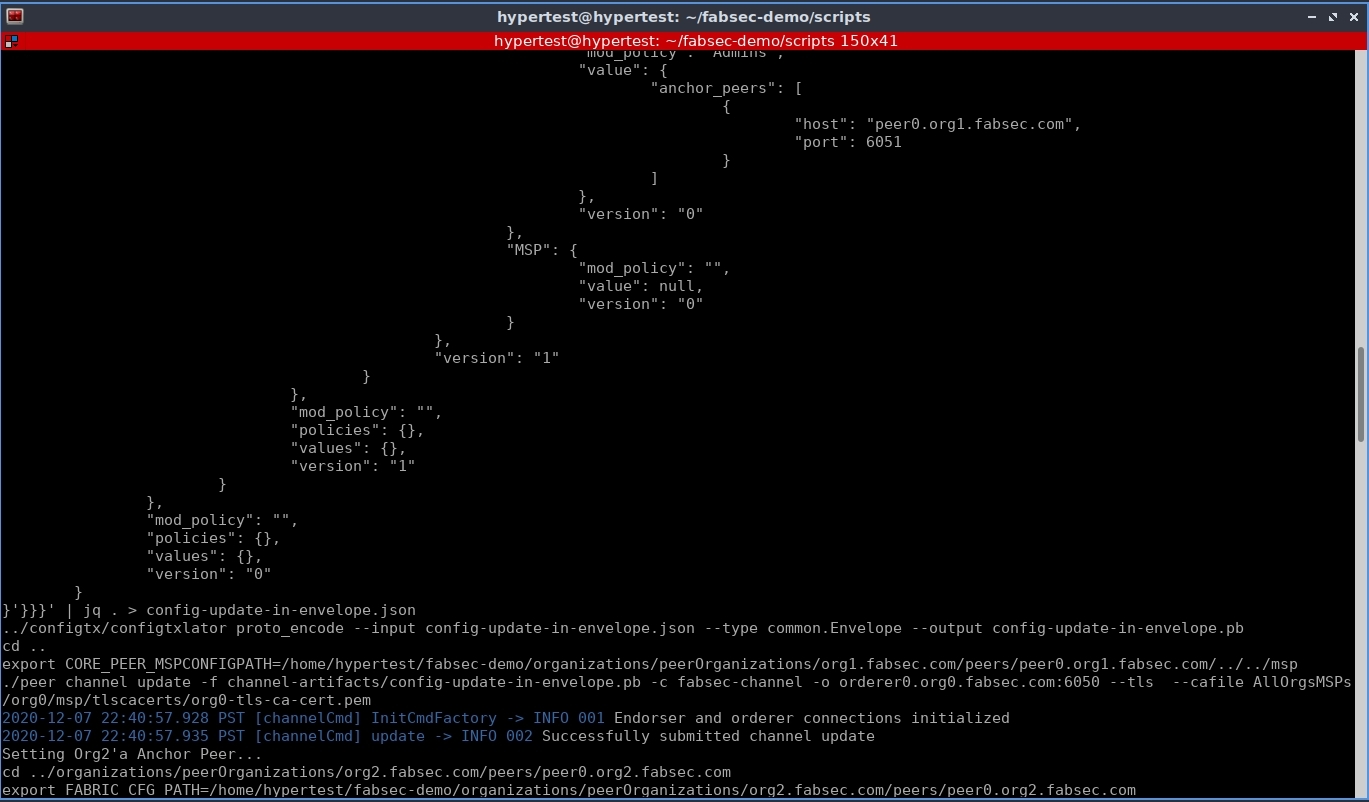 hypertest@hypertest: ~/fabsec-demo/scripts
hypertest@hypertest: ~/fabsec-demo/scripts 150x41
"mod_policy": "Admins",
"value": {
"anchor_peers": [
{
"host": "peer0.org1.fabsec.com",
"port": 6051
}
]
},
"version": "0"
},
"MSP": {
"mod_policy": "",
"value": null,
"version": "0"
}
},
"version": "1"
}
},
"mod_policy": "",
"policies": {},
"values": {},
"version": "1"
}
},
"mod_policy": "",
"policies": {},
"values": {},
"version": "0"
}
}'}}}' | jq . > config-update-in-envelope.json
../configtx/configtxlator proto_encode --input config-update-in-envelope.json --type common.Envelope --output config-update-in-envelope.pb
cd ..
export CORE_PEER_MSPCONFIGPATH=/home/hypertest/fabsec-demo/organizations/peerOrganizations/org1.fabsec.com/peers/peer0.org1.fabsec.com/../../msp
./peer channel update -f channel-artifacts/config-update-in-envelope.pb -c fabsec-channel -o orderer0.org0.fabsec.com:6050 --tls  --cafile AllOrgsMSPs
/org0/msp/tlscacerts/org0-tls-ca-cert.pem
2020-12-07 22:40:57.928 PST [channelCmd] InitCmdFactory -> INFO 001 Endorser and orderer connections initialized
2020-12-07 22:40:57.935 PST [channelCmd] update -> INFO 002 Successfully submitted channel update
Setting Org2'a Anchor Peer...
cd ../organizations/peerOrganizations/org2.fabsec.com/peers/peer0.org2.fabsec.com
export FABRIC_CFG_PATH=/home/hypertest/fabsec-demo/organizations/peerOrganizations/org2.fabsec.com/peers/peer0.org2.fabsec.com